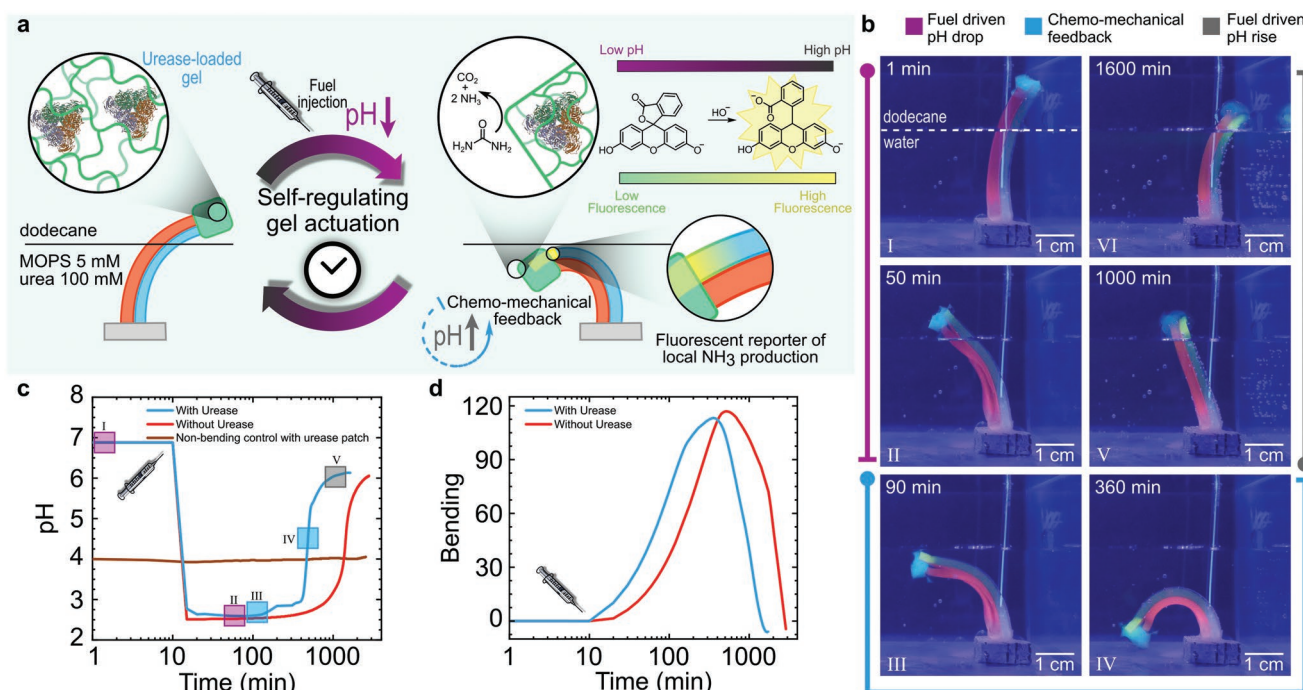 a
Urease-loaded
gel
Fuel
injection
pH
Self-regulating
gel actuation
dodecane
MOPS 5 mM
urea 100 mM
CO2
+
2 NH3
H2N
NH2
O
Low pH
High pH
HO
O
O
O
O-
HO-
O
O-
HO
O
O-
Low
Fluorescence
High
Fluorescence
Chemo-mechanical
feedback
pH
Fluorescent reporter of
local NH3 production
b
Fuel driven
pH drop
Chemo-mechanical
feedback
Fuel driven
pH rise
1 min
dodecane
water
I
1 cm
1600 min
VI
1 cm
50 min
II
1 cm
1000 min
V
1 cm
90 min
III
1 cm
360 min
IV
1 cm
c
With Urease
Without Urease
Non-bending control with urease patch
I
II
III
IV
V
pH
8
7
6
5
4
3
2
1
10
100
1000
Time (min)
d
With Urease
Without Urease
Bending
120
90
60
30
0
1
10
100
1000
Time (min)